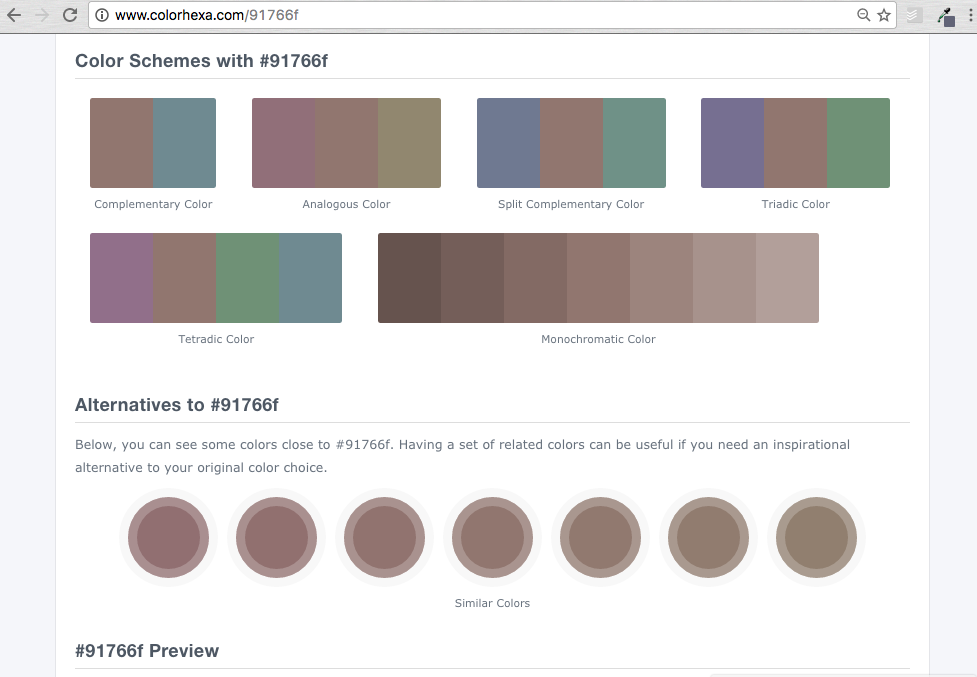 www.colorhexa.com/91766f
Color Schemes with #91766f
Complementary Color
Analogous Color
Split Complementary Color
Triadic Color
Tetradic Color
Monochromatic Color
Alternatives to #91766f
Below, you can see some colors close to #91766f. Having a set of related colors can be useful if you need an inspirational
alternative to your original color choice.
Similar Colors
#91766f Preview